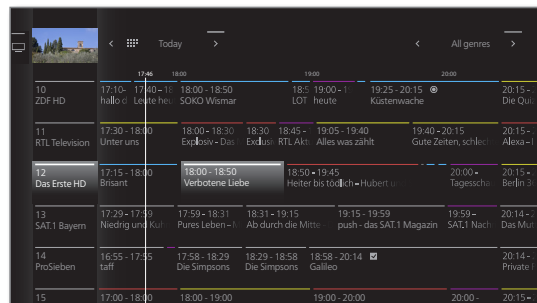 Today
All genres
17:46 18:00 19:00 20:00
10 17:10- 17:40 – 18 18:00 - 18:50 18:5 19:00 - 19:25 - 20:15 20:15 -
ZDF HD hallo d Leute heu SOKO Wismar LOT heute Küstenwache Die Qui
11 17:30 - 18:00 18:00 - 18:30 18:30 18:45 - 19:05 - 19:40 19:40 - 20:15 20:15 -
RTL Television Unter uns Explosiv – Das Exclusiv RTL Akt Alles was zählt Gute Zeiten, schlech Alexa – I
12 17:15 - 18:00 18:00 - 18:50 18:50 – 19:45 20:00 - 20:15 -
Das Erste HD Brisant Verbotene Liebe Heiter bis tödlich – Hubert u Tagesscha Berlin 3
13 17:29 - 17:59 17:59 - 18:31 18:31 - 19:15 19:15 - 19:59 19:59 – 20:14 -
SAT.1 Bayern Niedrig und Kuh Pures Leben – Ab durch die Mitte - push - das SAT.1 Magazin SAT.1 Nach Das Mut
14 16:55 - 17:55 17:58 - 18:29 18:29 - 18:58 18:58 - 20:14 20:14 -
ProSieben taff Die Simpsons Die Simpsons Galileo Private
15 17:00 - 18:00 18:00 - 19:00 19:00 - 20:00 20:00 - 20:15 -